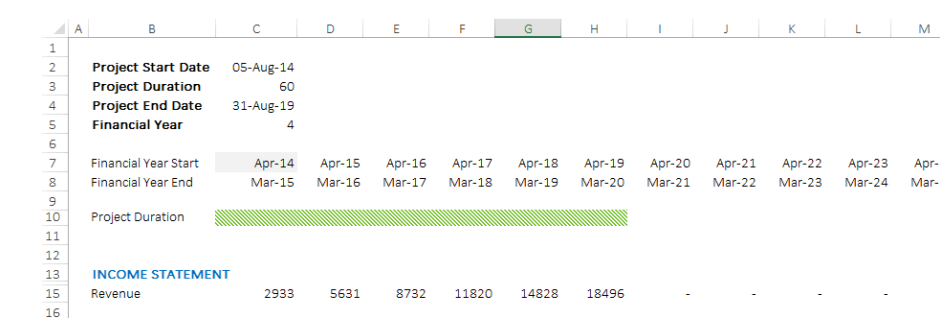 A B C D E F G H I J K L M
1
2 Project Start Date 05-Aug-14
3 Project Duration 60
4 Project End Date 31-Aug-19
5 Financial Year 4
6
7 Financial Year Start Apr-14 Apr-15 Apr-16 Apr-17 Apr-18 Apr-19 Apr-20 Apr-21 Apr-22 Apr-23 Apr-
8 Financial Year End Mar-15 Mar-16 Mar-17 Mar-18 Mar-19 Mar-20 Mar-21 Mar-22 Mar-23 Mar-24 Mar-
9
10 Project Duration
11
12
13 INCOME STATEMENT
15 Revenue 2933 5631 8732 11820 14828 18496 - - - -
16